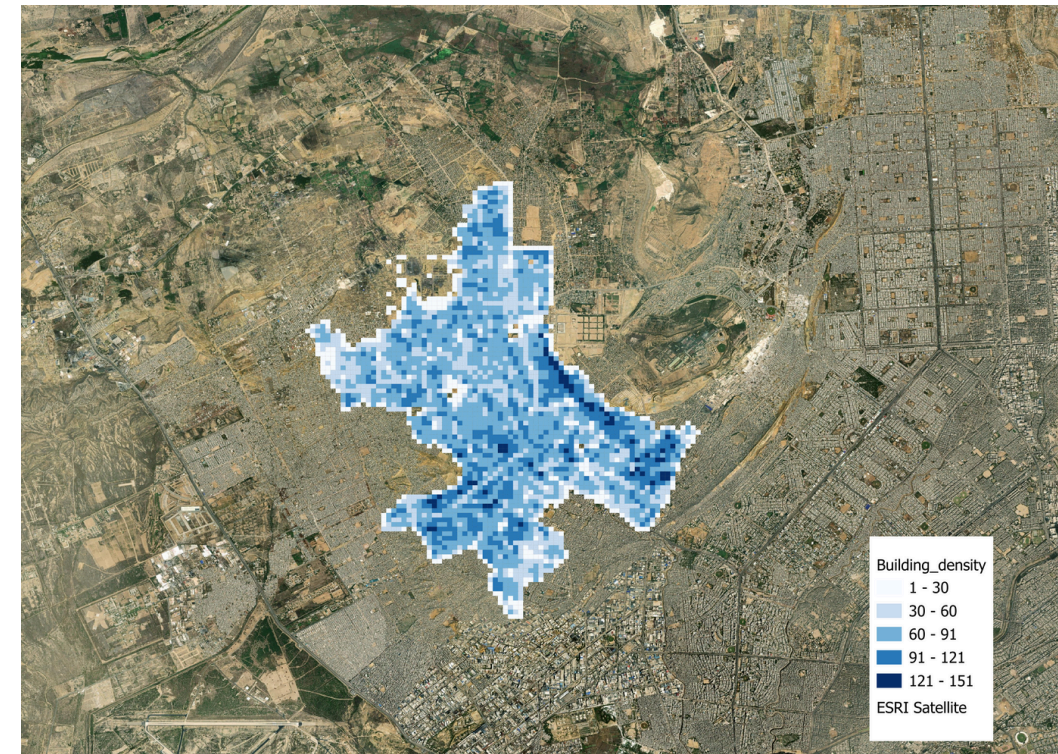 Building_density
1 - 30
30 - 60
60 - 91
91 - 121
121 - 151
ESRI Satellite